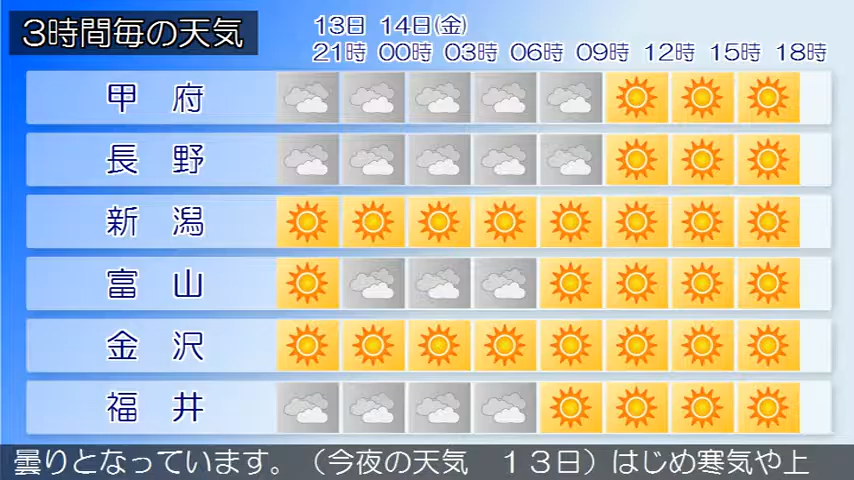 3時間毎の天気
13日 14日(金)
21時 00時 03時 06時 09時 12時 15時 18時
甲 府
長 野
新 潟
富 山
金 沢
福 井
曇りとなっています。（今夜の天気　１３日）はじめ寒気や上